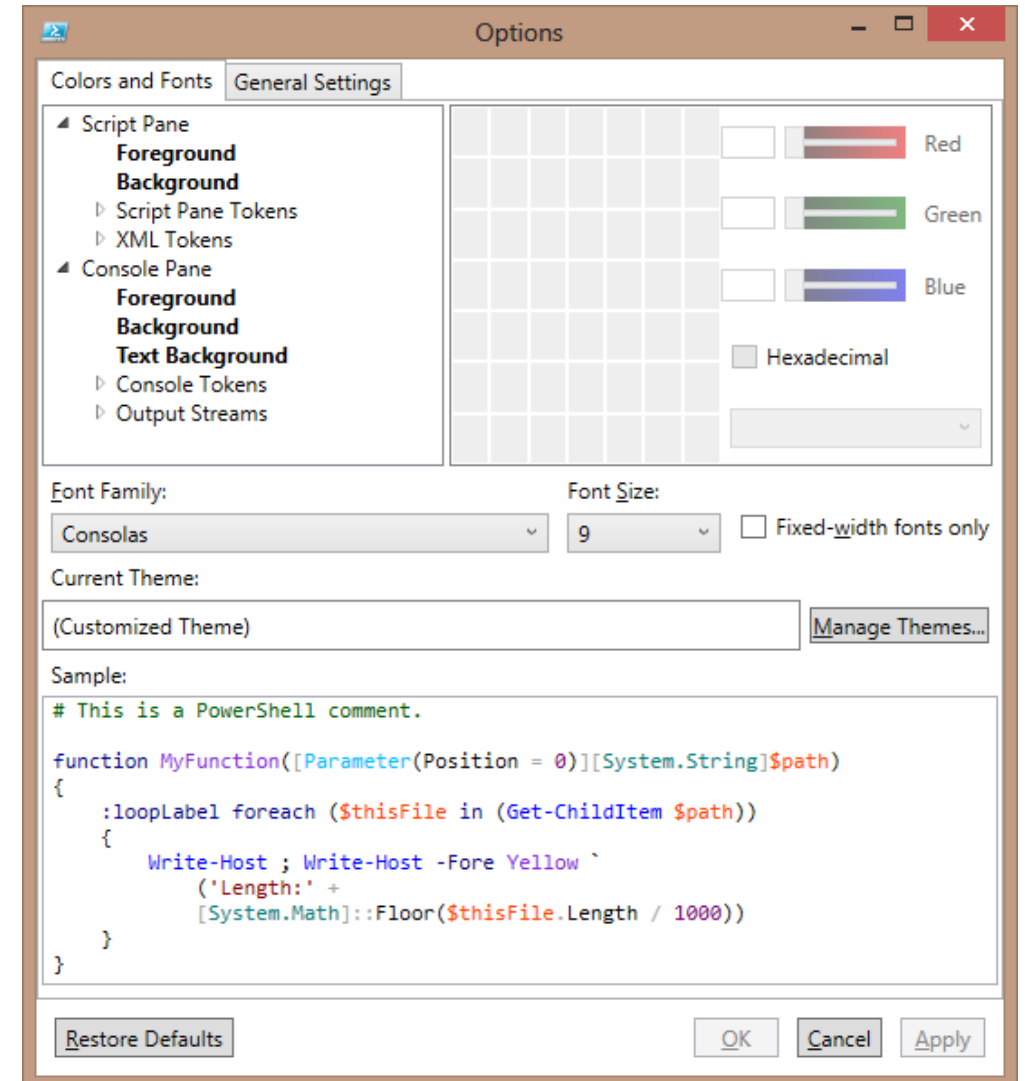 Options
Colors and Fonts General Settings
Script Pane
Foreground
Background
Script Pane Tokens
XML Tokens
Console Pane
Foreground
Background
Text Background
Console Tokens
Output Streams
Red
Green
Blue
Hexadecimal
Font Family:
Font Size:
Consolas
9
Fixed-width fonts only
Current Theme:
(Customized Theme)
Manage Themes...
Sample:
# This is a PowerShell comment.
function MyFunction([Parameter(Position = 0)][System.String]$path)
{
    :loopLabel foreach ($thisFile in (Get-ChildItem $path))
    {
        Write-Host ; Write-Host -Fore Yellow `
            ('Length:' +
            [System.Math]::Floor($thisFile.Length / 1000))
    }
}
Restore Defaults
OK
Cancel
Apply